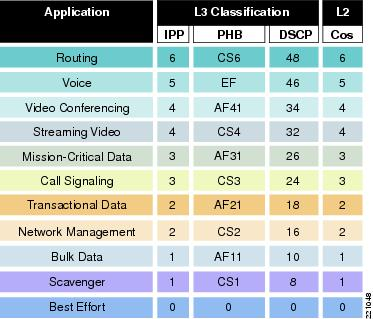 Application L3 Classification L2
IPP PHB DSCP Cos
Routing 6 CS6 48 6
Voice 5 EF 46 5
Video Conferencing 4 AF41 34 4
Streaming Video 4 CS4 32 4
Mission-Critical Data 3 AF31 26 3
Call Signaling 3 CS3 24 3
Transactional Data 2 AF21 18 2
Network Management 2 CS2 16 2
Bulk Data 1 AF11 10 1
Scavenger 1 CS1 8 1
Best Effort 0 0 0 0
221048